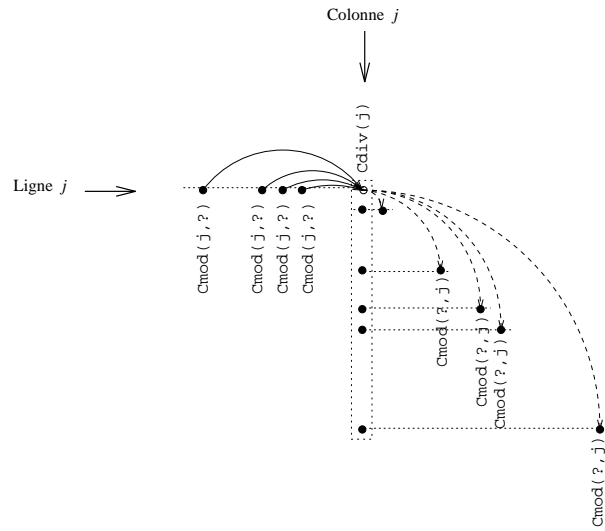 Colonne j
Cdiv(j)
Ligne j
Cmod(j,?)
Cmod(j,?)
Cmod(j,?)
Cmod(j,?)
Cmod(?,j)
Cmod(?,j)
Cmod(?,j)
Cmod(?,j)